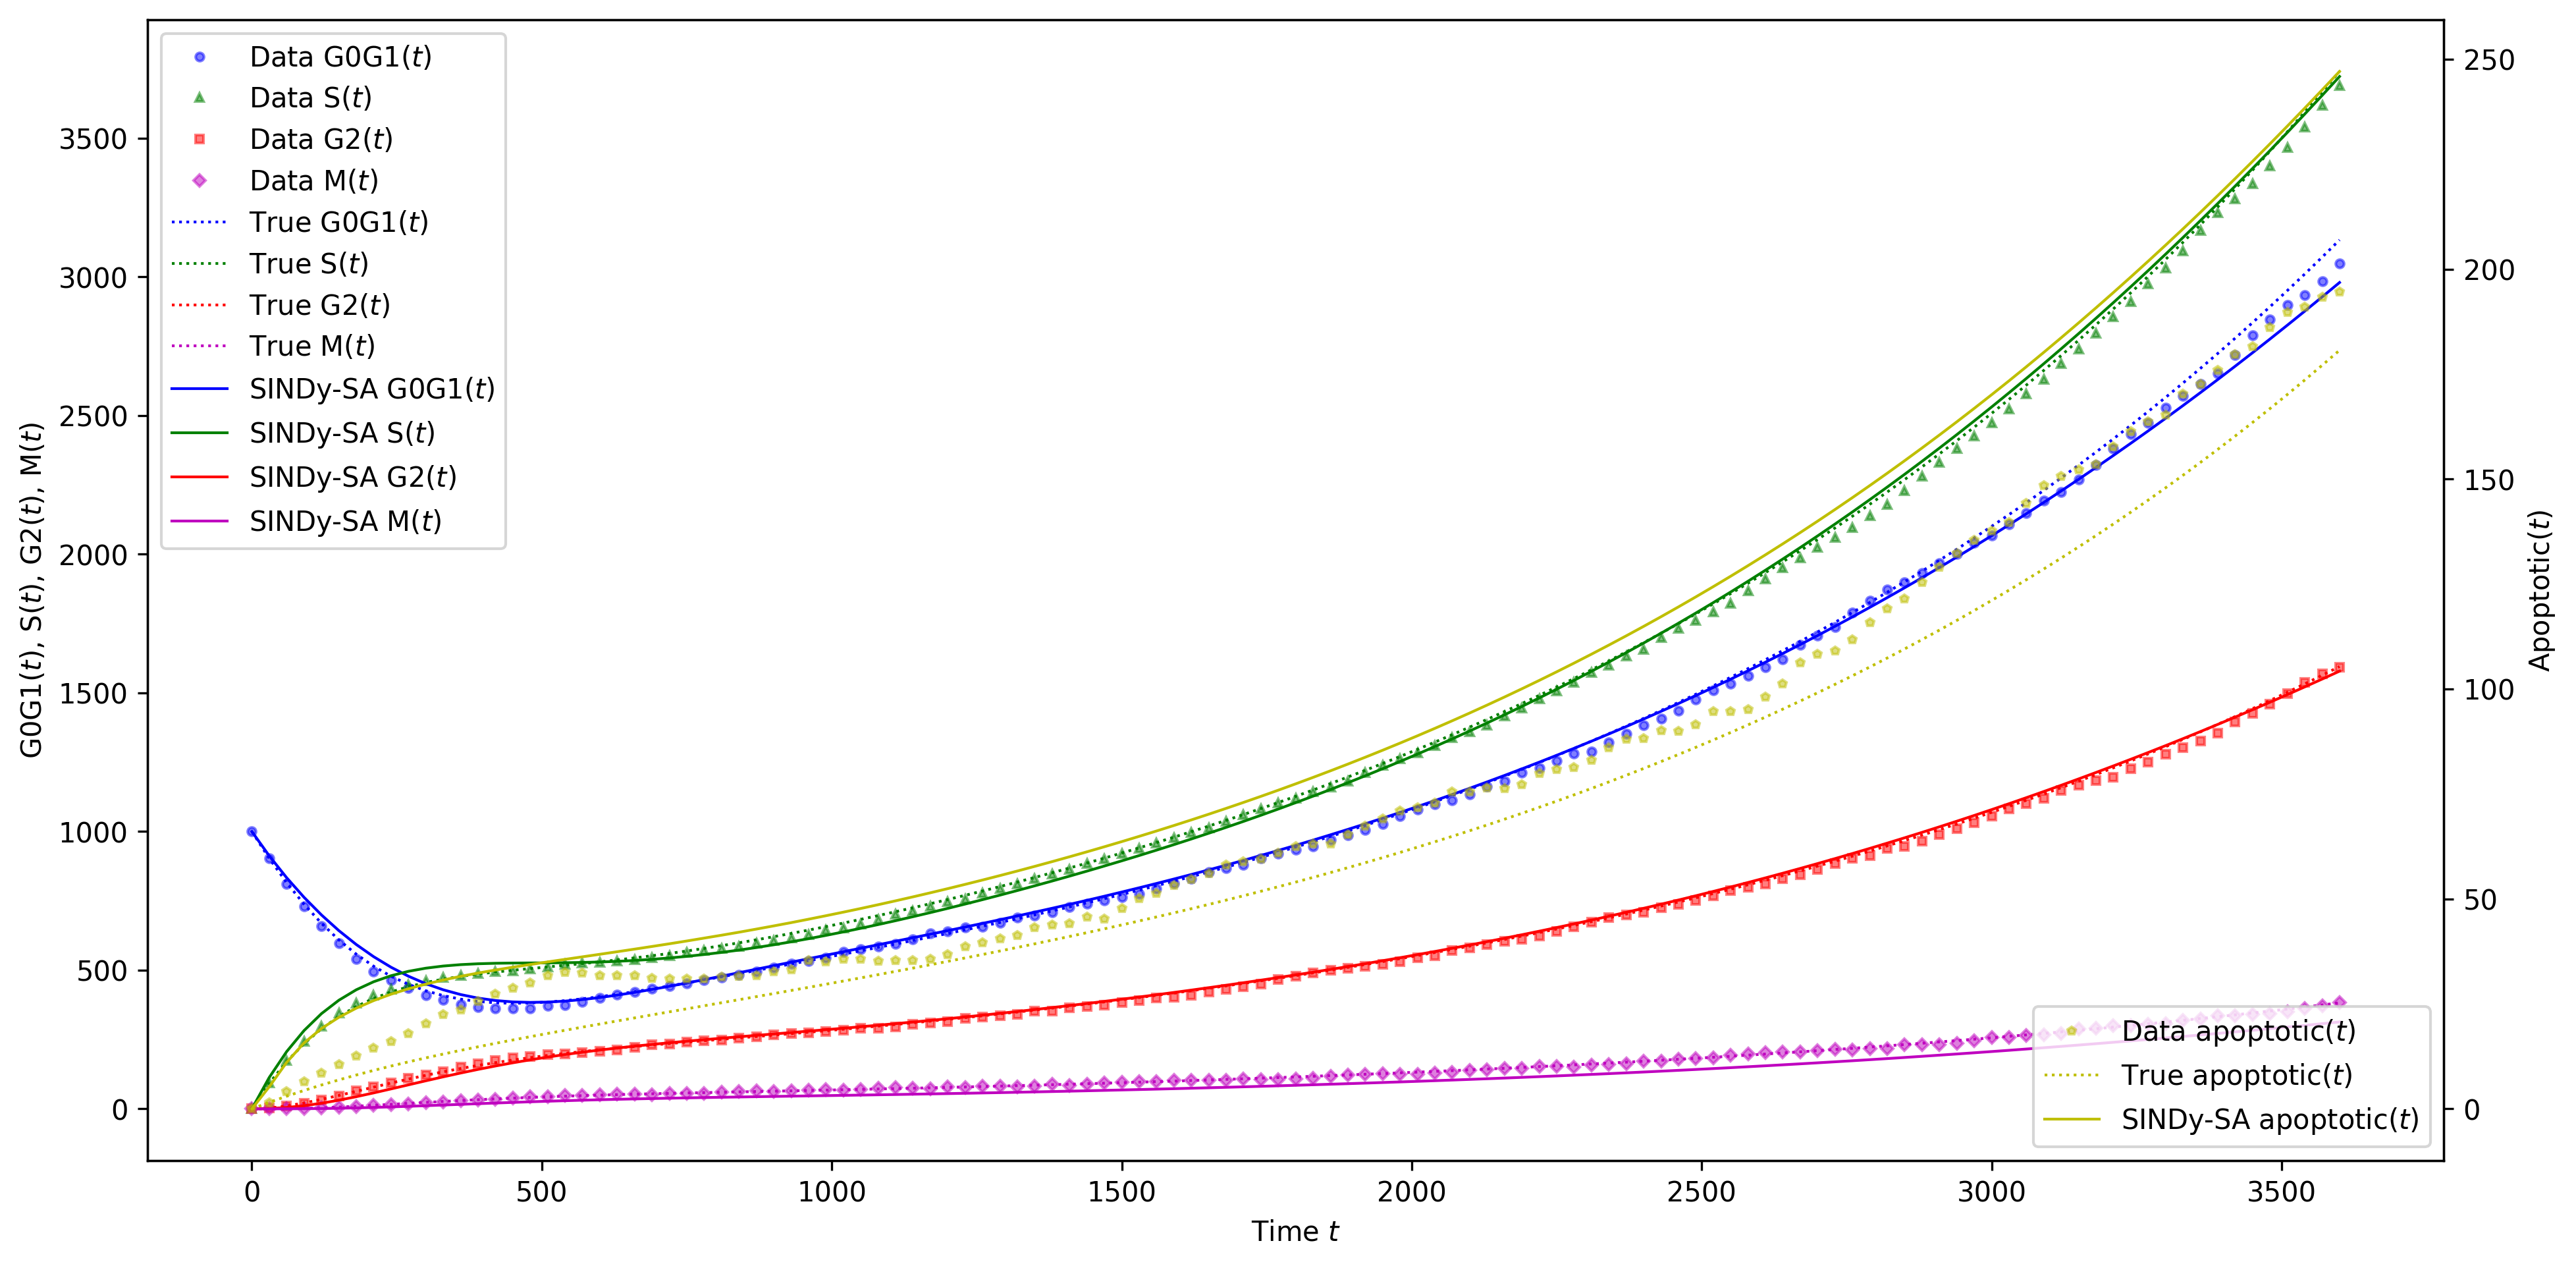 Data G0G1(t)
Data S(t)
Data G2(t)
Data M(t)
True G0G1(t)
True S(t)
True G2(t)
True M(t)
SINDy-SA G0G1(t)
SINDy-SA S(t)
SINDy-SA G2(t)
SINDy-SA M(t)
3500
3000
2500
2000
1500
1000
500
0
G0G1(t), S(t), G2(t), M(t)
250
200
150
100
50
0
Apoptotic(t)
Data apoptotic(t)
True apoptotic(t)
SINDy-SA apoptotic(t)
0 500 1000 1500 2000 2500 3000 3500
Time t